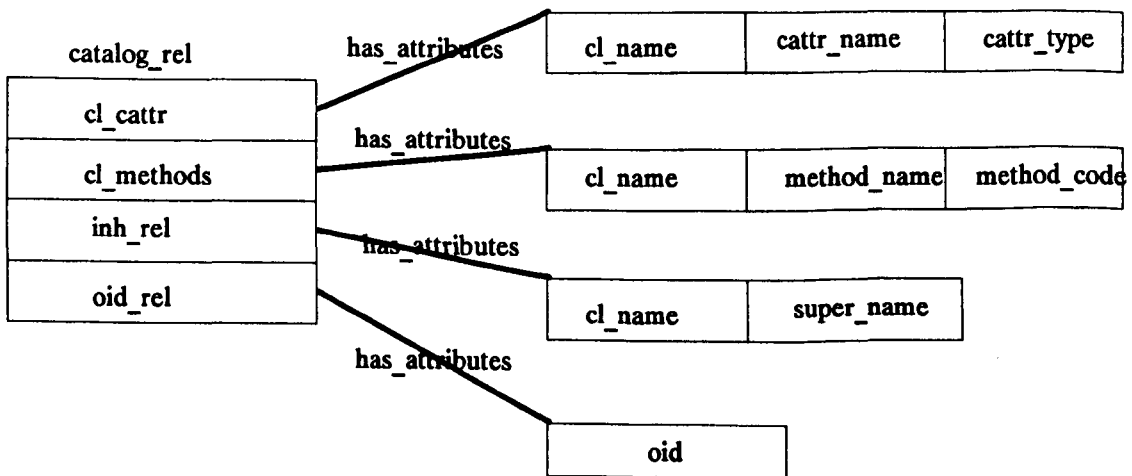 catalog_rel
cl_cattr
cl_methods
inh_rel
oid_rel
has_attributes
cl_name cattr_name cattr_type
has_attributes
cl_name method_name method_code
has_attributes
cl_name super_name
has_attributes
oid